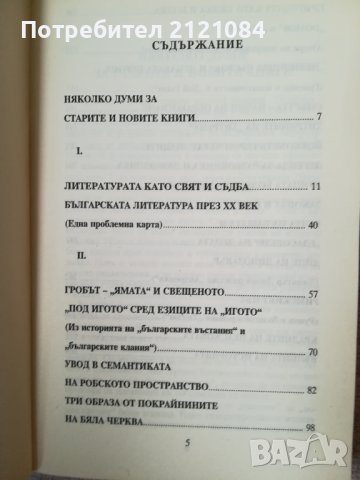 Потребител 2121084
СЪДЪРЖАНИЕ
НЯКОЛКО ДУМИ ЗА
СТАРИТЕ И НОВИТЕ КНИГИ 7
I.
ЛИТЕРАТУРАТА КАТО СВЯТ И СЪДБА 11
БЪЛГАРСКАТА ЛИТЕРАТУРА ПРЕЗ XX ВЕК
(Една проблемна карта) 40
II.
ГРОБЪТ – „ЯМАТА" И СВЕЩЕНОТО 57
„ПОД ИГОТО" СРЕД ЕЗИЦИТЕ НА „ИГОТО"
(Из историята на „българските въстания" и
„българските клания") 70
УВОД В СЕМАНТИКАТА
НА РОБСКОТО ПРОСТРАНСТВО 82
ТРИ ОБРАЗА ОТ ПОКРАЙНИНИТЕ
НА БЯЛА ЧЕРКВА 98
5
BAZAR